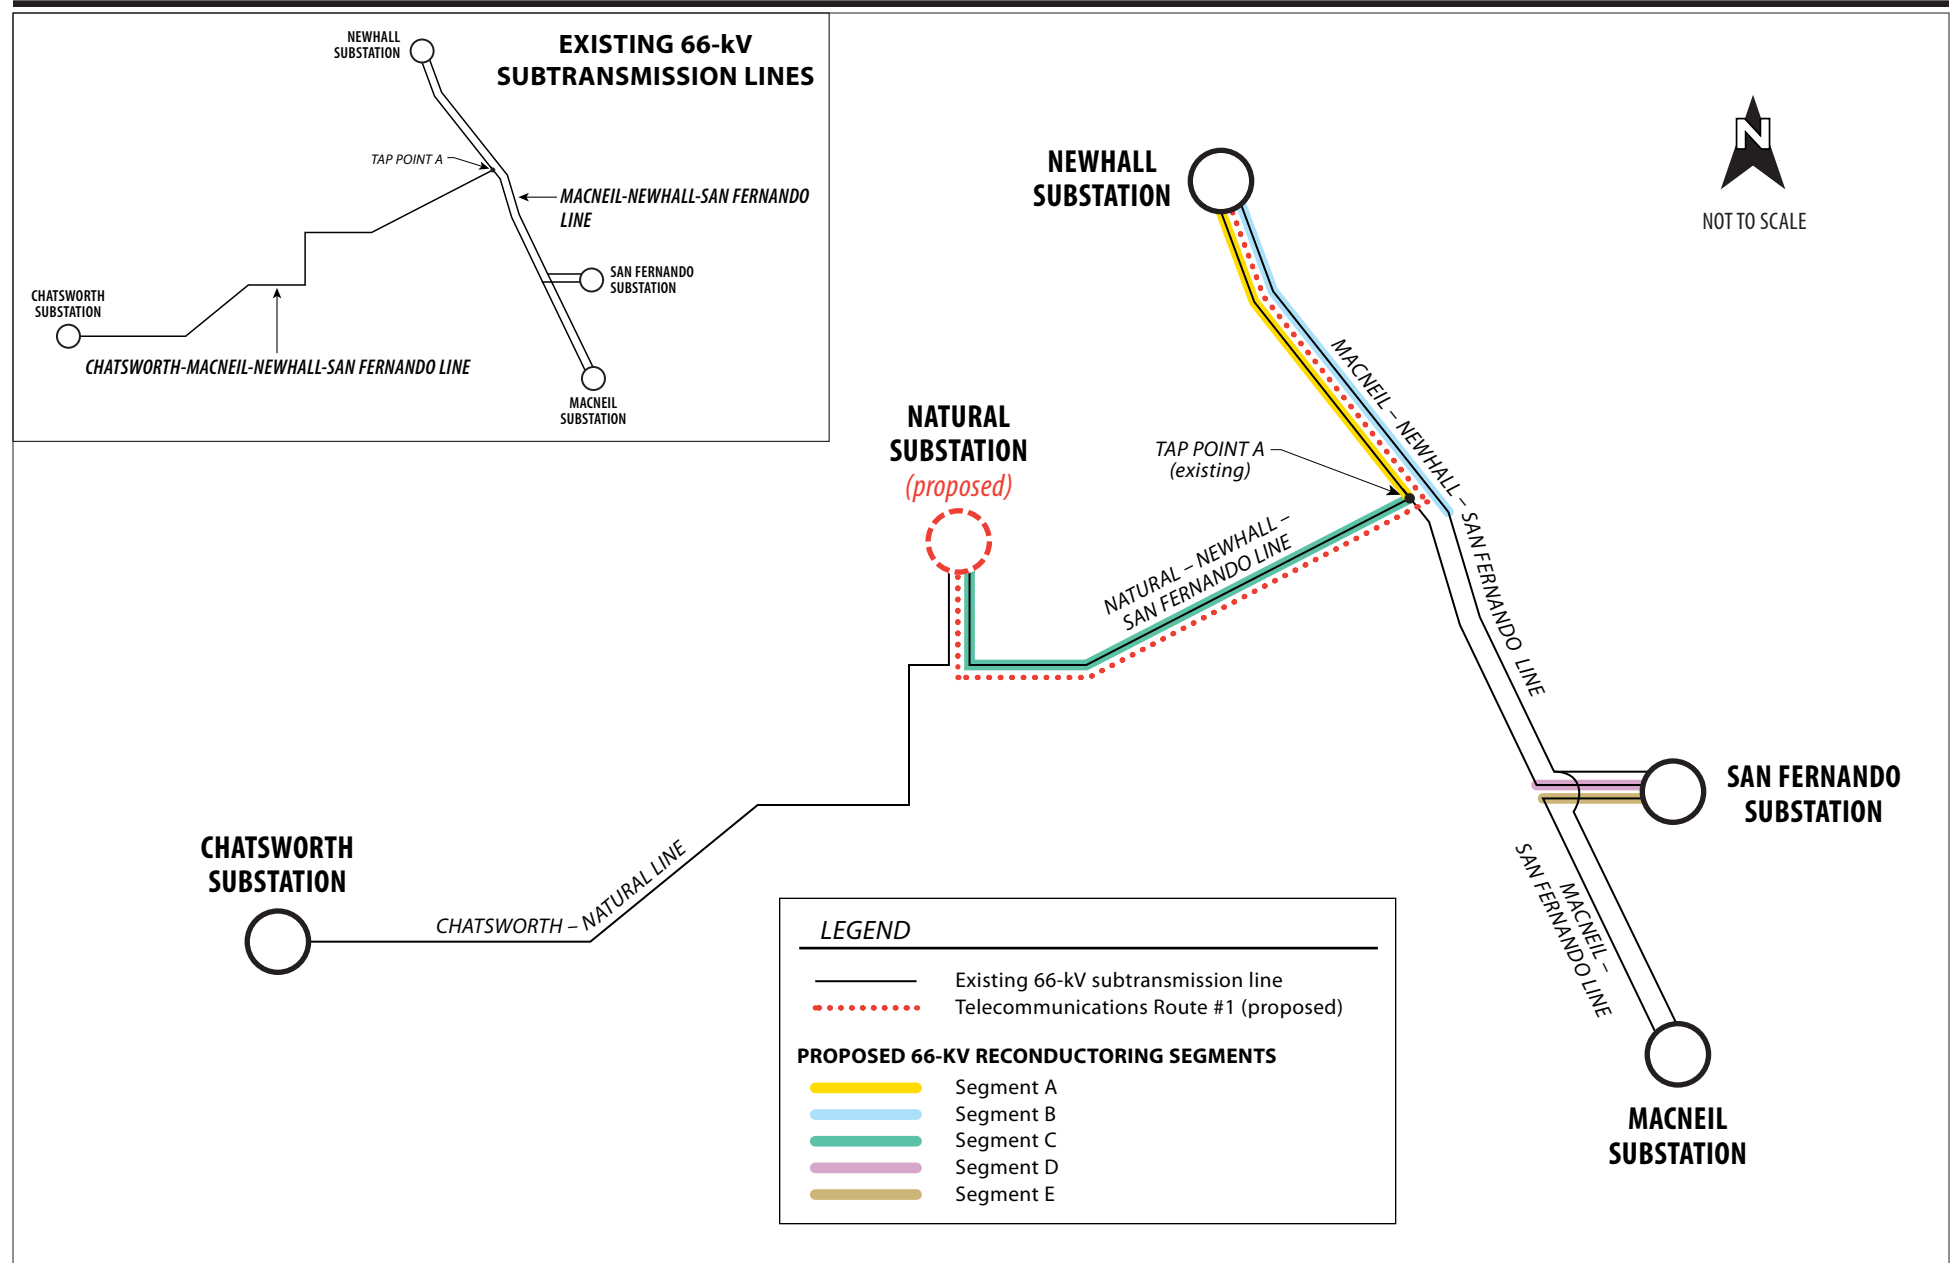 EXISTING 66-kV
SUBTRANSMISSION LINES
NEWHALL
SUBSTATION
TAP POINT A
MACNEIL-NEWHALL-SAN FERNANDO
LINE
SAN FERNANDO
SUBSTATION
CHATSWORTH
SUBSTATION
CHATSWORTH-MACNEIL-NEWHALL-SAN FERNANDO LINE
MACNEIL
SUBSTATION
N
NOT TO SCALE
NEWHALL
SUBSTATION
MACNEIL – NEWHALL – SAN FERNANDO LINE
NATURAL
SUBSTATION
(proposed)
TAP POINT A
(existing)
NATURAL – NEWHALL –
SAN FERNANDO LINE
SAN FERNANDO
SUBSTATION
CHATSWORTH
SUBSTATION
CHATSWORTH – NATURAL LINE
MACNEIL –
SAN FERNANDO LINE
MACNEIL
SUBSTATION
LEGEND
Existing 66-kV subtransmission line
Telecommunications Route #1 (proposed)
PROPOSED 66-KV RECONDUCTORING SEGMENTS
Segment A
Segment B
Segment C
Segment D
Segment E